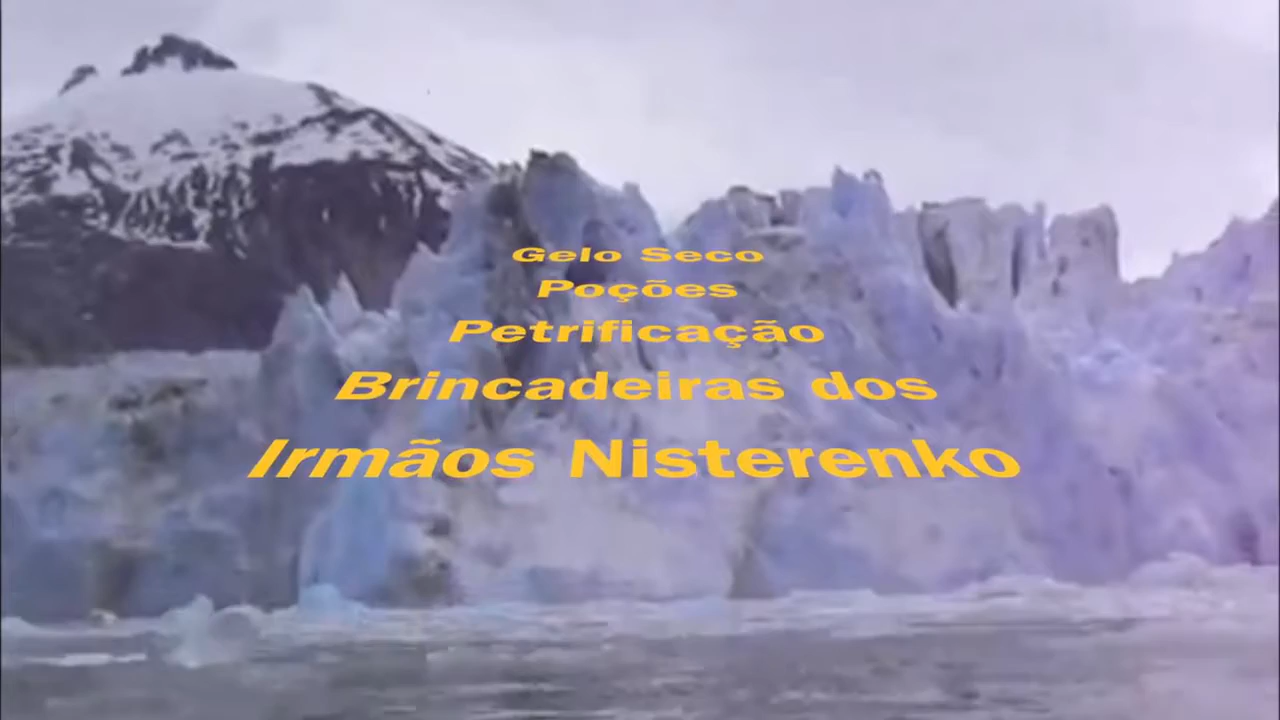 Gelo Seco
Poções
Petrificação
Brincadeiras dos
Irmãos Nisterenko